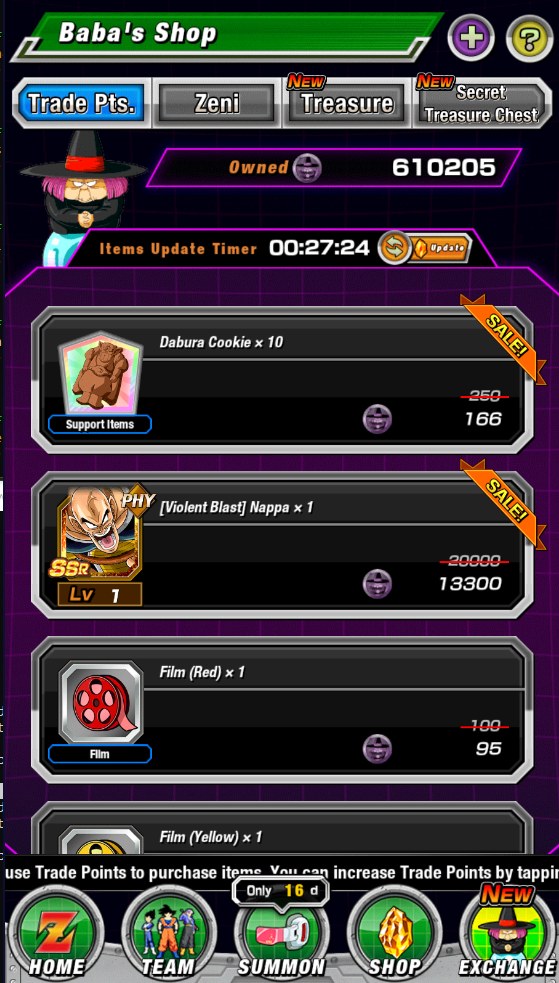 Baba's Shop
?
Trade Pts.
Zeni
NEW
Treasure
NEW
Secret
Treasure Chest
Owned 610205
Items Update Timer 00:27:24 Update
SALE!
Dabura Cookie × 10
250
166
Support Items
SALE!
PHY
[Violent Blast] Nappa × 1
SSR
20000
13300
Lv 1
Film (Red) × 1
100
95
Film
Film (Yellow) × 1
use Trade Points to purchase items. You can increase Trade Points by
Only 16 d
NEW
HOME
TEAM
SUMMON
SHOP
EXCHANGE